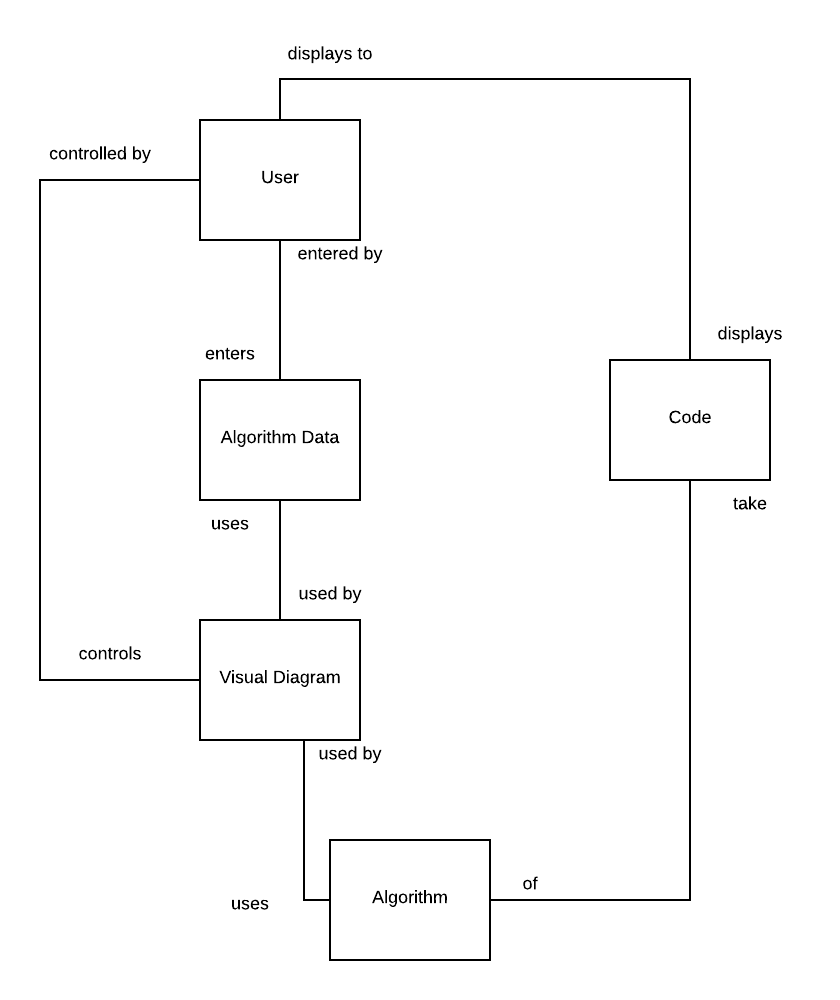 displays to
controlled by
User
entered by
displays
enters
Code
Algorithm Data
take
uses
used by
controls
Visual Diagram
used by
of
Algorithm
uses